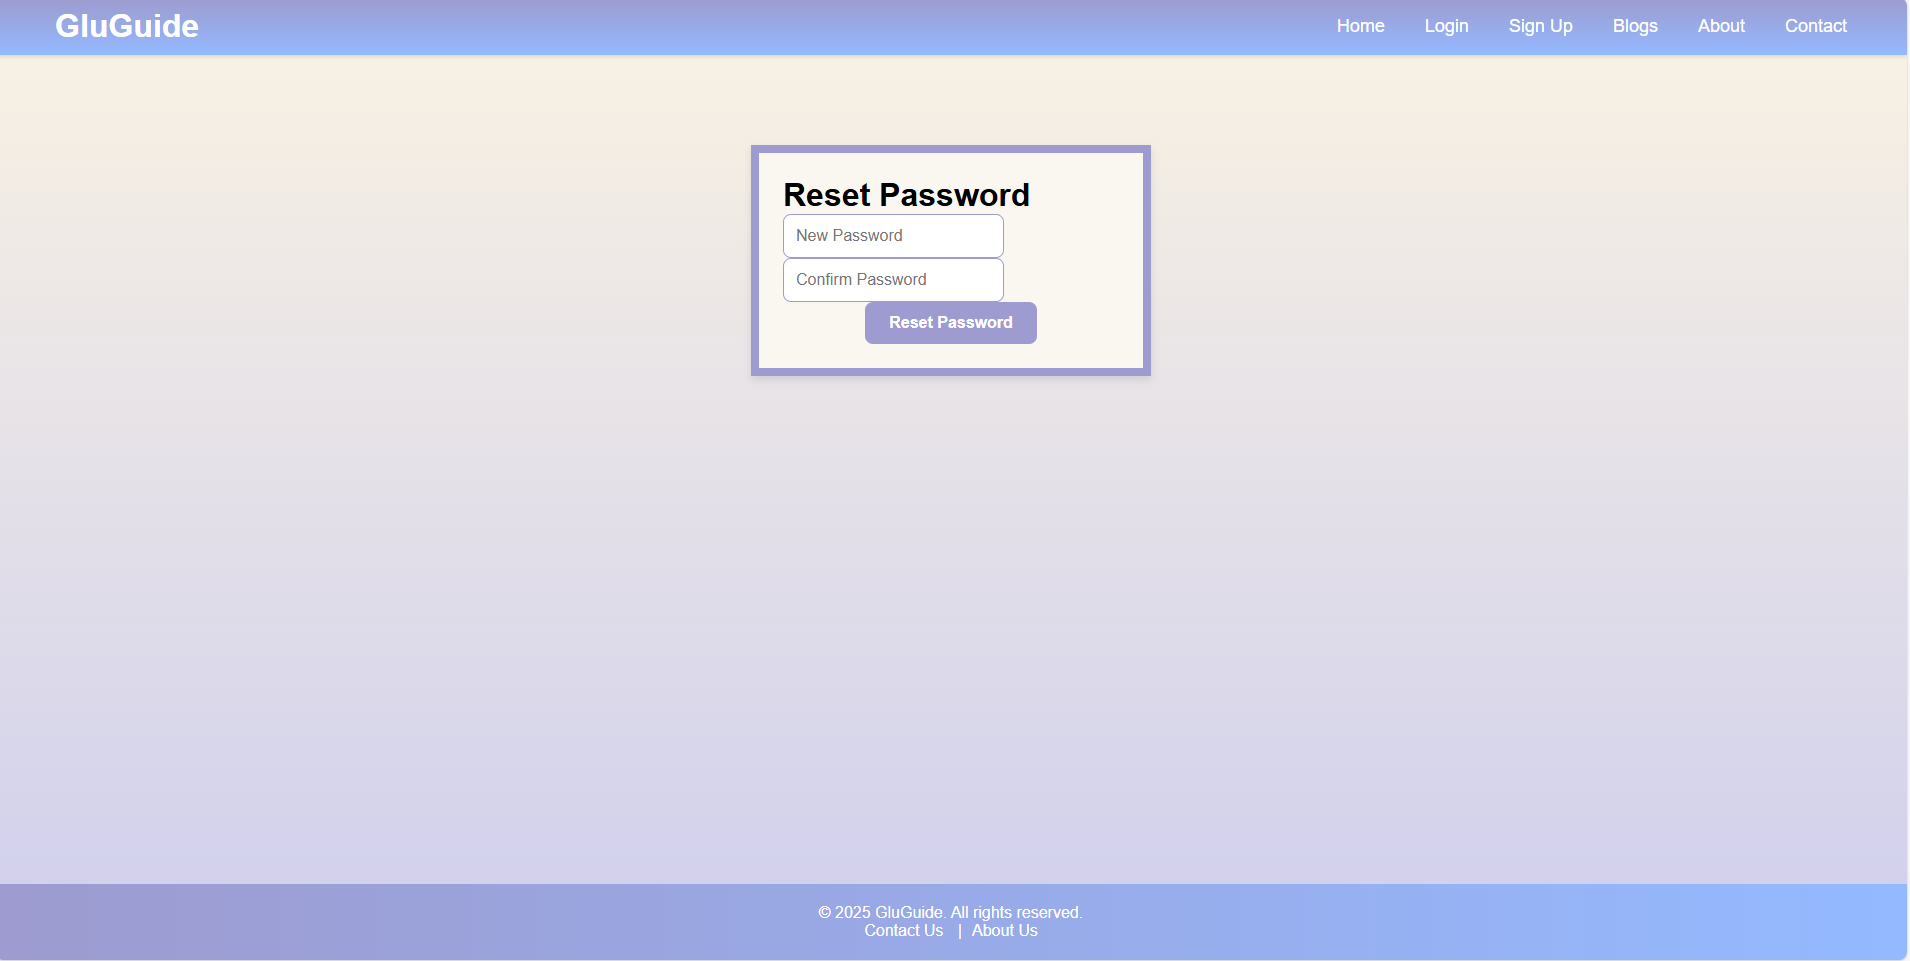 GluGuide
Home Login Sign Up Blogs About Contact
Reset Password
New Password
Confirm Password
Reset Password
© 2025 GluGuide. All rights reserved.
Contact Us | About Us